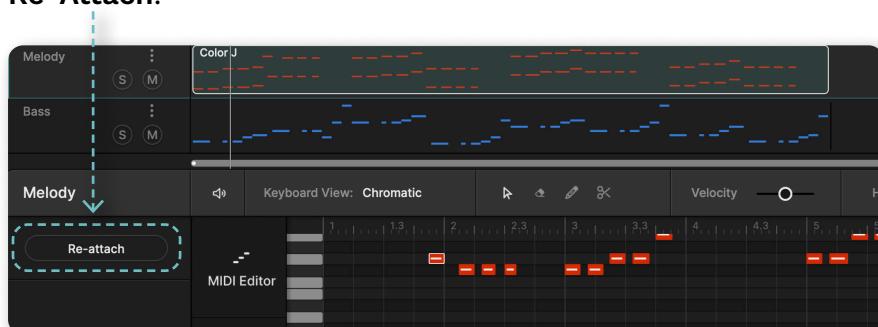 Re-Attach.
Melody
S M
Color J
Bass
S M
Melody
Keyboard View: Chromatic
Velocity
H
Re-attach
MIDI Editor
1 1.3 2 2.3 3 3.3 4 4.3 5